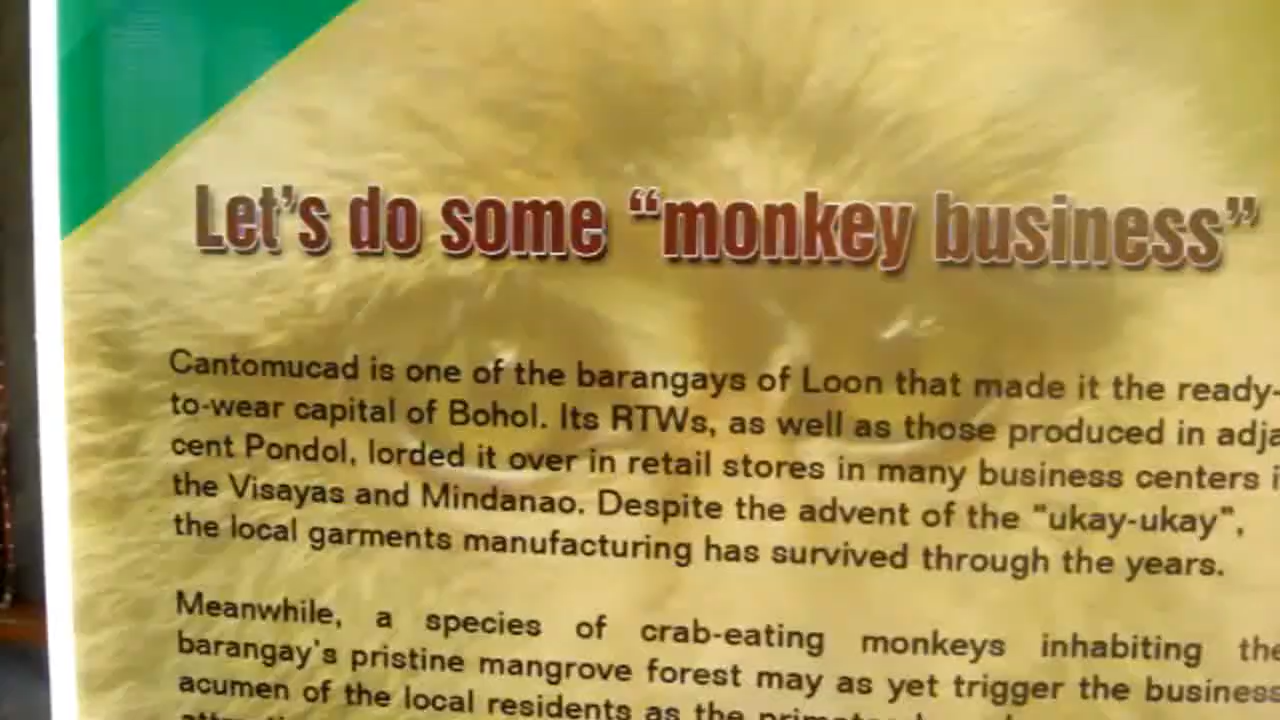 Let's do some “monkey business”
Cantomucad is one of the barangays of Loon that made it the ready-
to-wear capital of Bohol. Its RTWs, as well as those produced in adja
cent Pondol, lorded it over in retail stores in many business centers i
the Visayas and Mindanao. Despite the advent of the "ukay-ukay",
the local garments manufacturing has survived through the years.
Meanwhile, a species of crab-eating monkeys inhabiting the
barangay's pristine mangrove forest may as yet trigger the business
acumen of the local residents as the